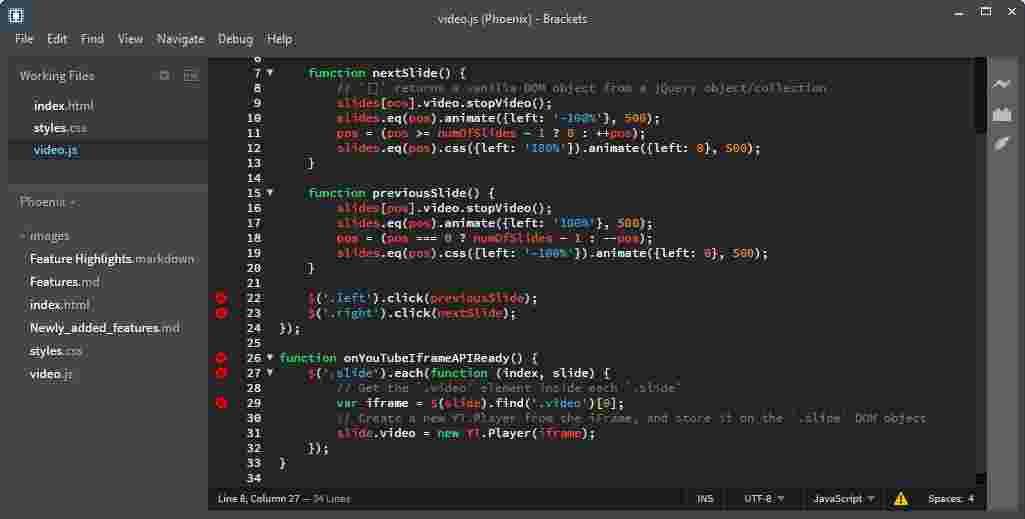 video.js (Phoenix) - Brackets
File Edit Find View Navigate Debug Help
Working Files
index.html
styles.css
video.js
Phoenix
images
Feature Highlights.markdown
Features.md
index.html
Newly_added_features.md
styles.css
video.js
6
7 function nextSlide() {
8 // `[]` returns a vanilla DOM object from a jQuery object/collection
9 slides[pos].video.stopVideo();
10 slides.eq(pos).animate({left: '-100%'}, 500);
11 pos = (pos >= numOfSlides - 1 ? 0 : ++pos);
12 slides.eq(pos).css({left: '100%'}).animate({left: 0}, 500);
13 }
14
15 function previousSlide() {
16 slides[pos].video.stopVideo();
17 slides.eq(pos).animate({left: '100%'}, 500);
18 pos = (pos === 0 ? numOfSlides - 1 : --pos);
19 slides.eq(pos).css({left: '-100%'}).animate({left: 0}, 500);
20 }
21
22 $('.left').click(previousSlide);
23 $('.right').click(nextSlide);
24 });
25
26 function onYouTubeIframeAPIReady() {
27 $('.slide').each(function (index, slide) {
28 // Get the `.video` element inside each `.slide`
29 var iframe = $(slide).find('.video')[0];
30 // Create a new YT.Player from the iframe, and store it on the `.slide` DOM object
31 slide.video = new YT.Player(iframe);
32 });
33 }
34
Line 8, Column 27 — 34 Lines
INS UTF-8 JavaScript Spaces: 4